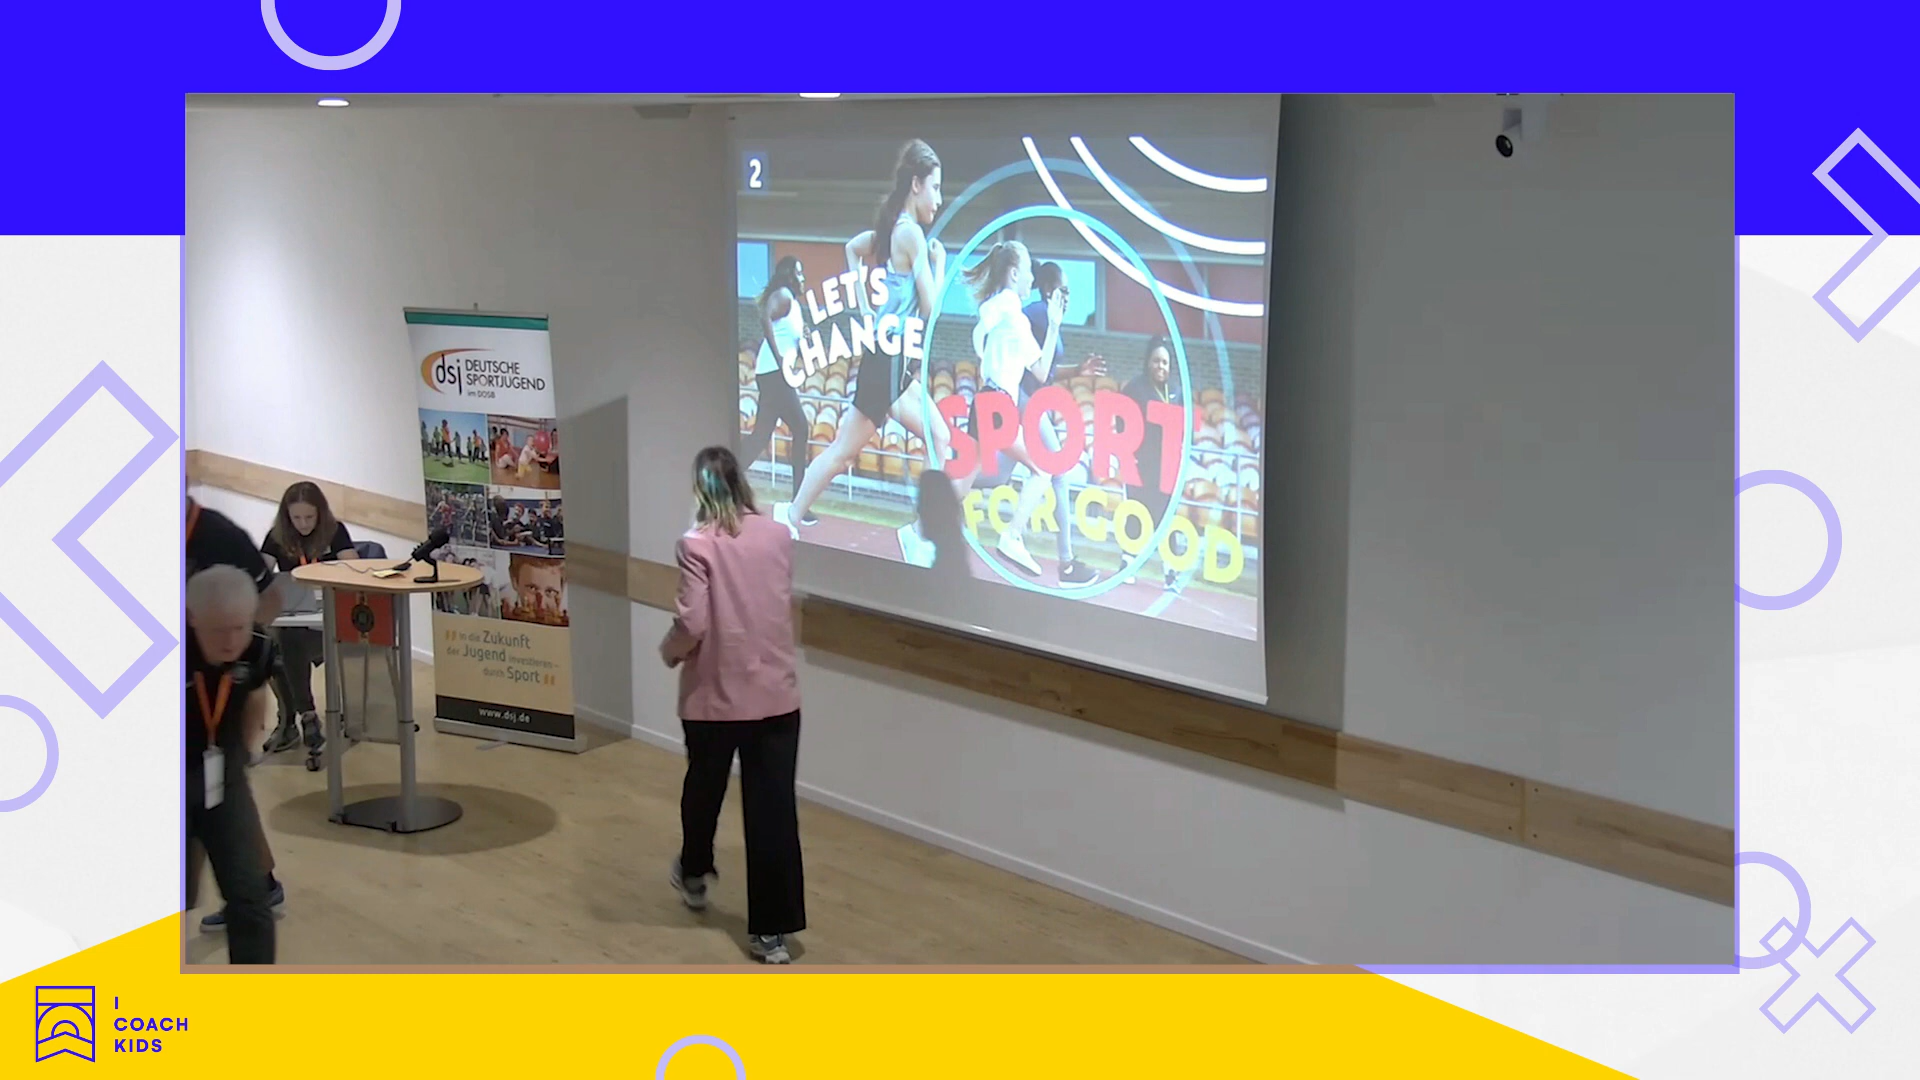 2
LET'S
CHANGE
SPORT
FOR GOOD
dsj DEUTSCHE
SPORTJUGEND
im DOSB
" In die Zukunft
der Jugend investieren –
durch Sport "
www.dsj.de
I
COACH
KIDS